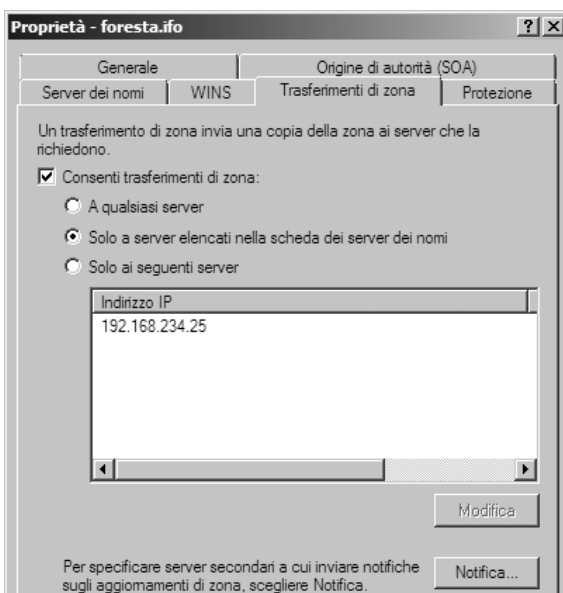 Proprietà - foresta.ifo
Generale
Origine di autorità (SOA)
Server dei nomi
WINS
Trasferimenti di zona
Protezione
Un trasferimento di zona invia una copia della zona ai server che la
richiedono.
Consenti trasferimenti di zona:
A qualsiasi server
Solo a server elencati nella scheda dei server dei nomi
Solo ai seguenti server
Indirizzo IP
192.168.234.25
Modifica
Per specificare server secondari a cui inviare notifiche
sugli aggiornamenti di zona, scegliere Notifica.
Notifica...